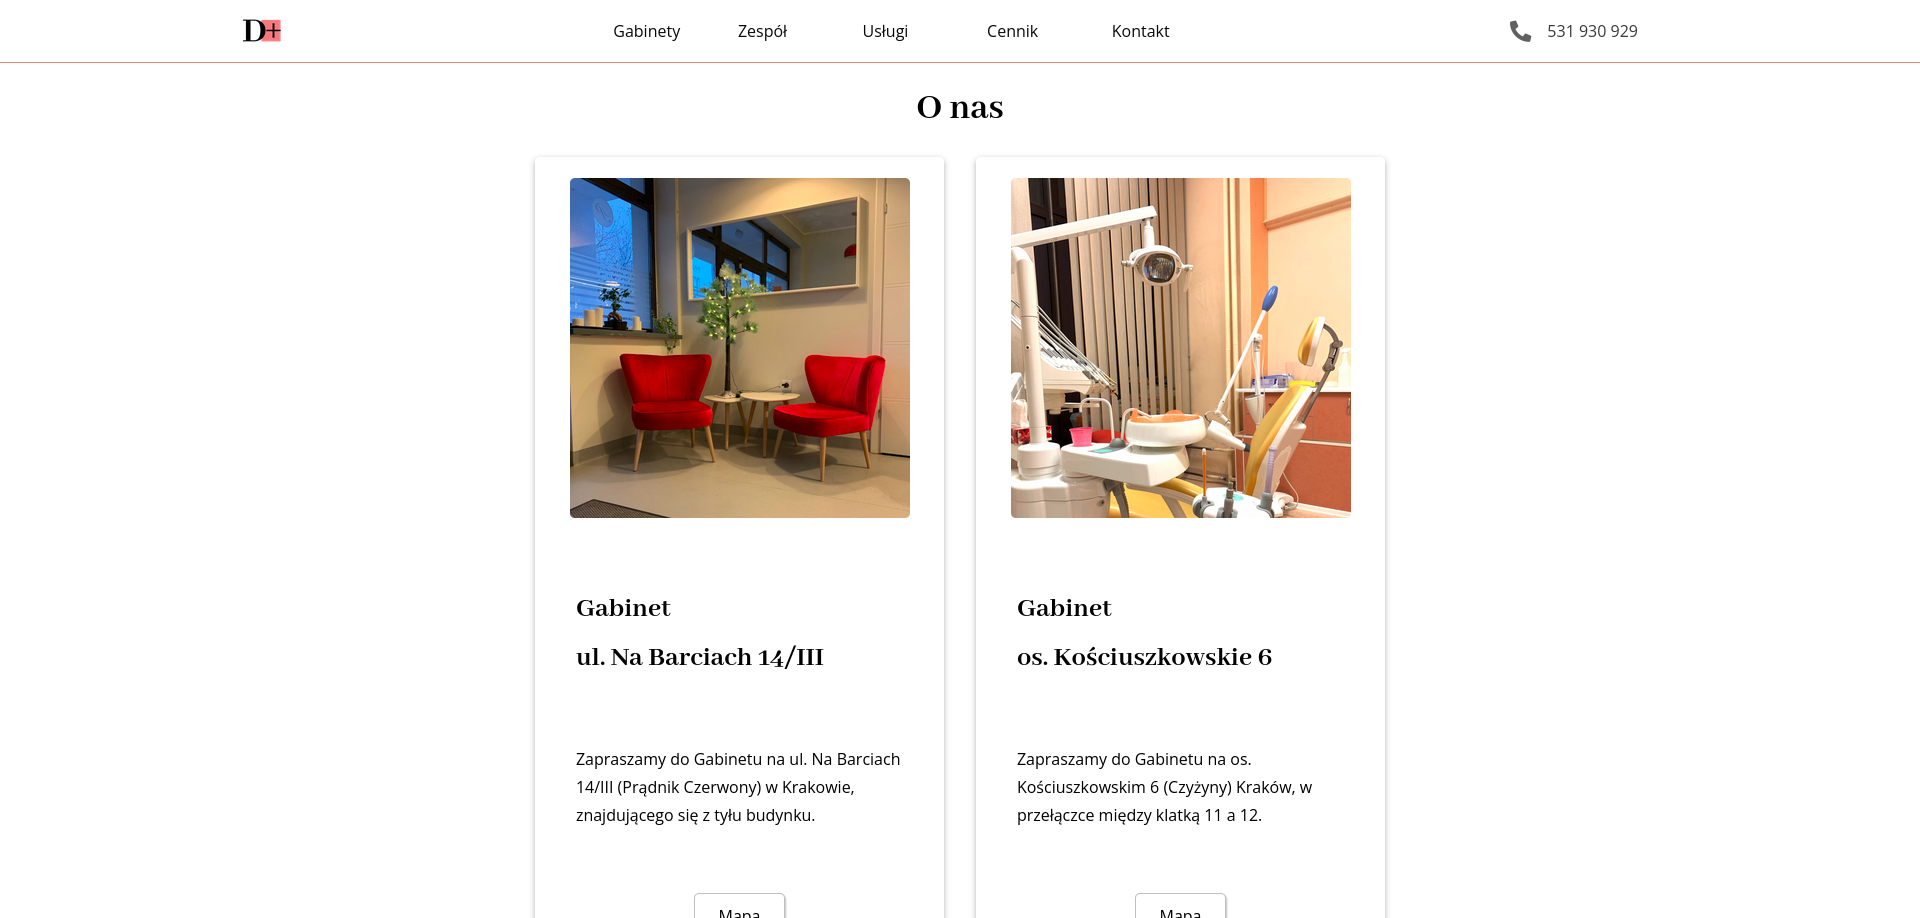 D+
Gabinety
Zespół
Usługi
Cennik
Kontakt
531 930 929
O nas
Gabinet
ul. Na Barciach 14/III
Zapraszamy do Gabinetu na ul. Na Barciach
14/III (Prądnik Czerwony) w Krakowie,
znajdującego się z tyłu budynku.
Mapa
Gabinet
os. Kościuszkowskie 6
Zapraszamy do Gabinetu na os.
Kościuszkowskim 6 (Czyżyny) Kraków, w
przełączce między klatką 11 a 12.
Mapa